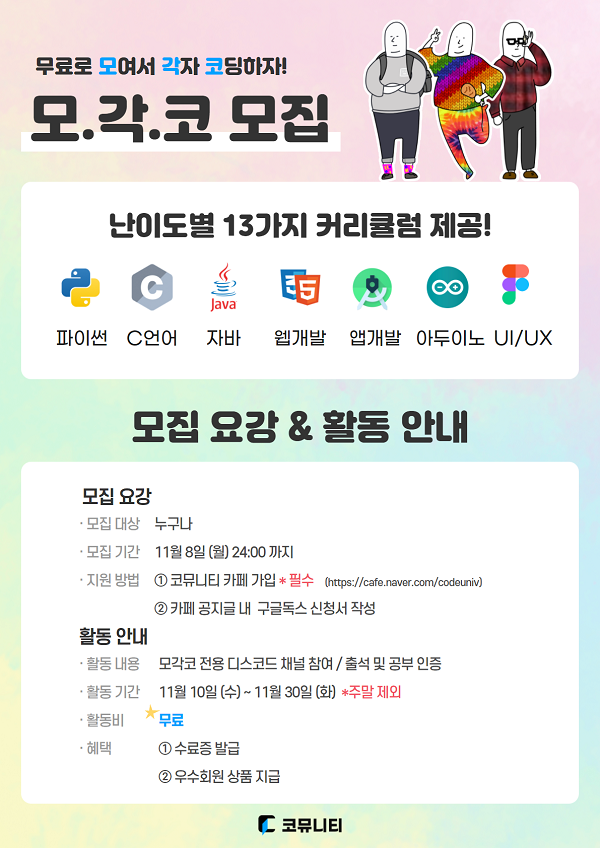 무료로 모여서 각자 코딩하자!
모.각.코 모집
난이도별 13가지 커리큘럼 제공!
C
Java
3 5
파이썬 C언어 자바 웹개발 앱개발 아두이노 UI/UX
모집 요강 & 활동 안내
모집 요강
· 모집 대상 누구나
· 모집 기간 11월 8일 (월) 24:00 까지
· 지원 방법 ① 코뮤니티 카페 가입 * 필수 (https://cafe.naver.com/codeuniv)
② 카페 공지글 내 구글독스 신청서 작성
활동 안내
· 활동 내용 모각코 전용 디스코드 채널 참여 / 출석 및 공부 인증
· 활동 기간 11월 10일 (수) ~ 11월 30일 (화) *주말 제외
· 활동비 무료
· 혜택 ① 수료증 발급
② 우수회원 상품 지급
코뮤니티